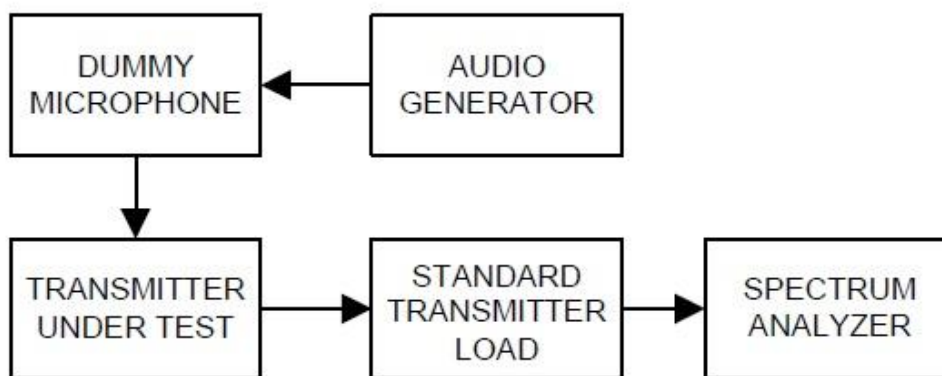 DUMMY
MICROPHONE
AUDIO
GENERATOR
TRANSMITTER
UNDER TEST
STANDARD
TRANSMITTER
LOAD
SPECTRUM
ANALYZER